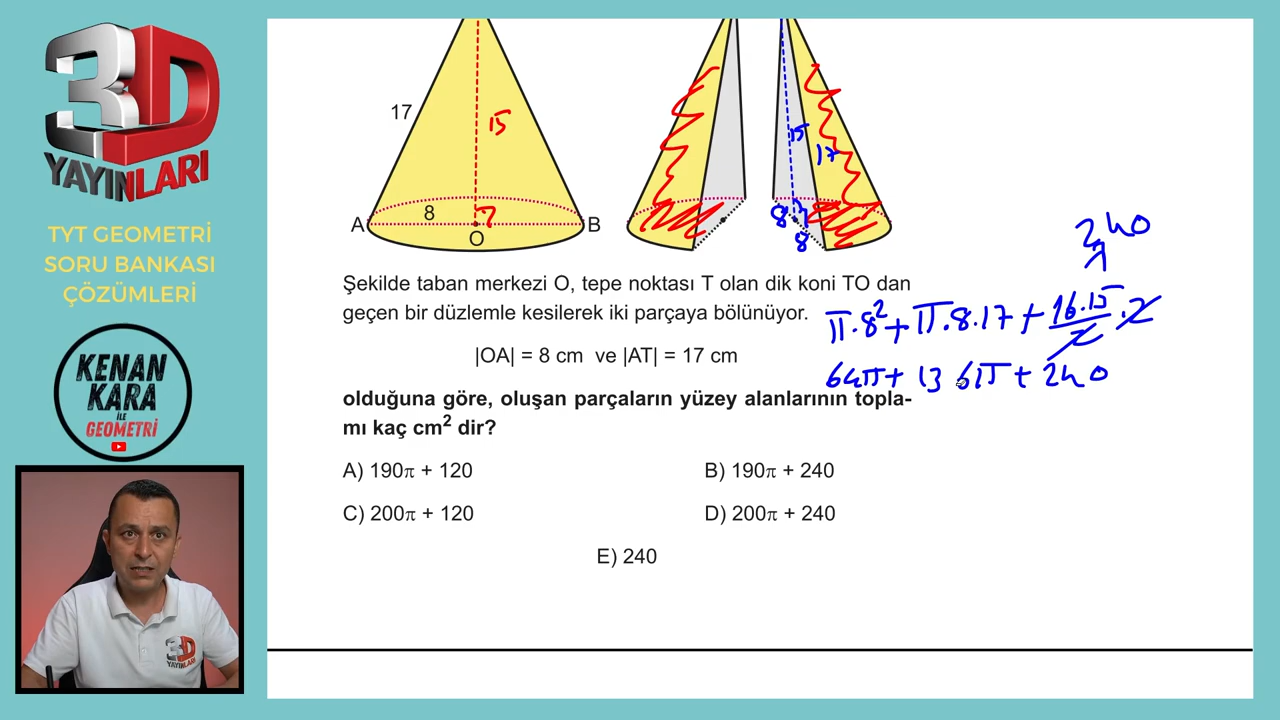 3D
YAYINLARI
TYT GEOMETRİ
SORU BANKASI
ÇÖZÜMLERİ
KENAN
KARA
İLE
GEOMETRİ
3D
YAYINLARI
17
15
A
8
O
B
15
17
8
8
Şekilde taban merkezi O, tepe noktası T olan dik koni TO dan
geçen bir düzlemle kesilerek iki parçaya bölünüyor.
|OA| = 8 cm ve |AT| = 17 cm
olduğuna göre, oluşan parçaların yüzey alanlarının topla-
mı kaç cm² dir?
A) 190π + 120
B) 190π + 240
C) 200π + 120
D) 200π + 240
E) 240
240
π.8² + π.8.17 + 16.15/2 .2
64π + 136π + 240